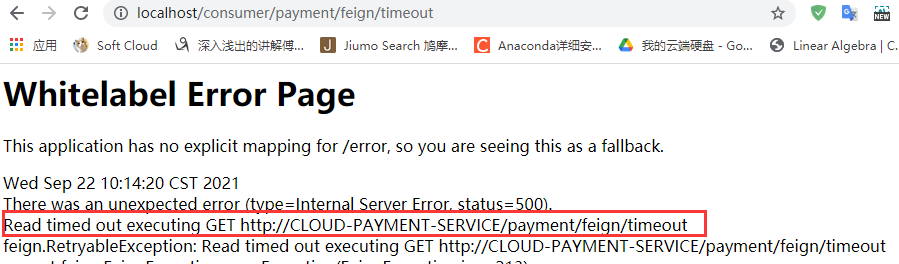 localhost/consumer/payment/feign/timeout
应用 Soft Cloud 深入浅出的讲解傅... Jiumo Search 鸠摩... Anaconda详细安... 我的云端硬盘 - Go... Linear Algebra | C.
Whitelabel Error Page
This application has no explicit mapping for /error, so you are seeing this as a fallback.
Wed Sep 22 10:14:20 CST 2021
There was an unexpected error (type=Internal Server Error, status=500).
Read timed out executing GET http://CLOUD-PAYMENT-SERVICE/payment/feign/timeout
feign.RetryableException: Read timed out executing GET http://CLOUD-PAYMENT-SERVICE/payment/feign/timeout